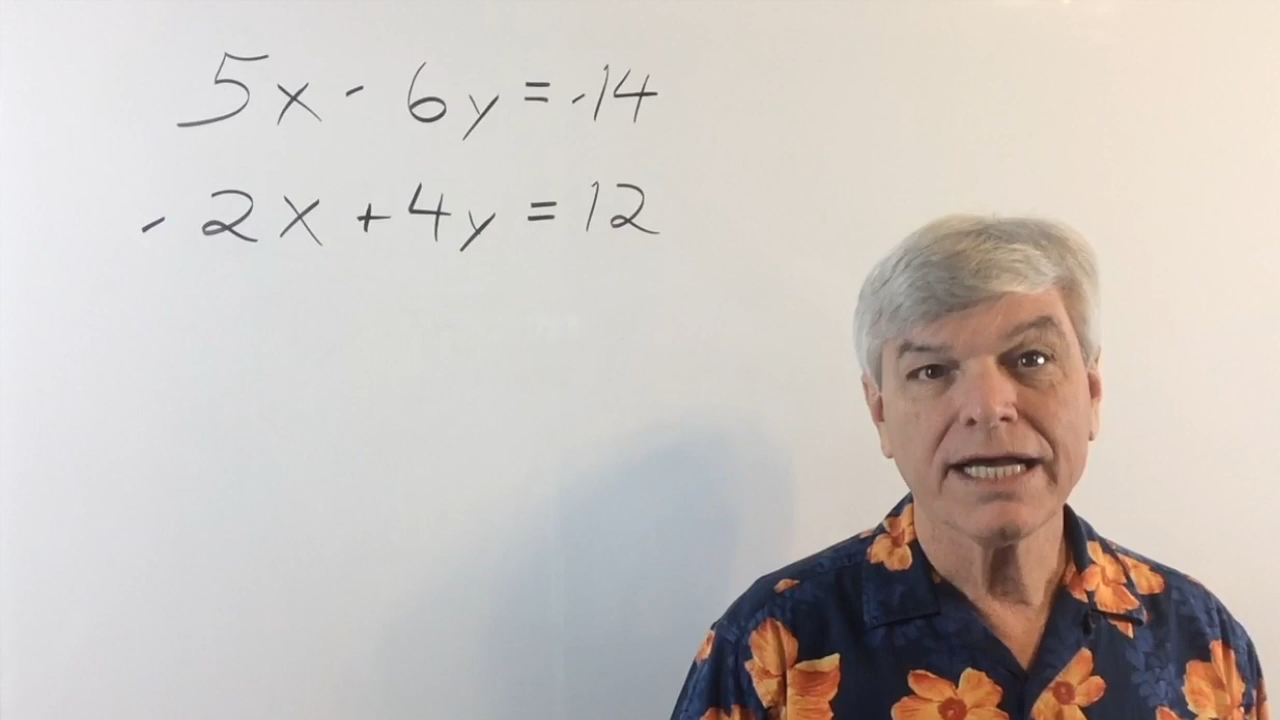 5x - 6y = -14
- 2x + 4y = 12